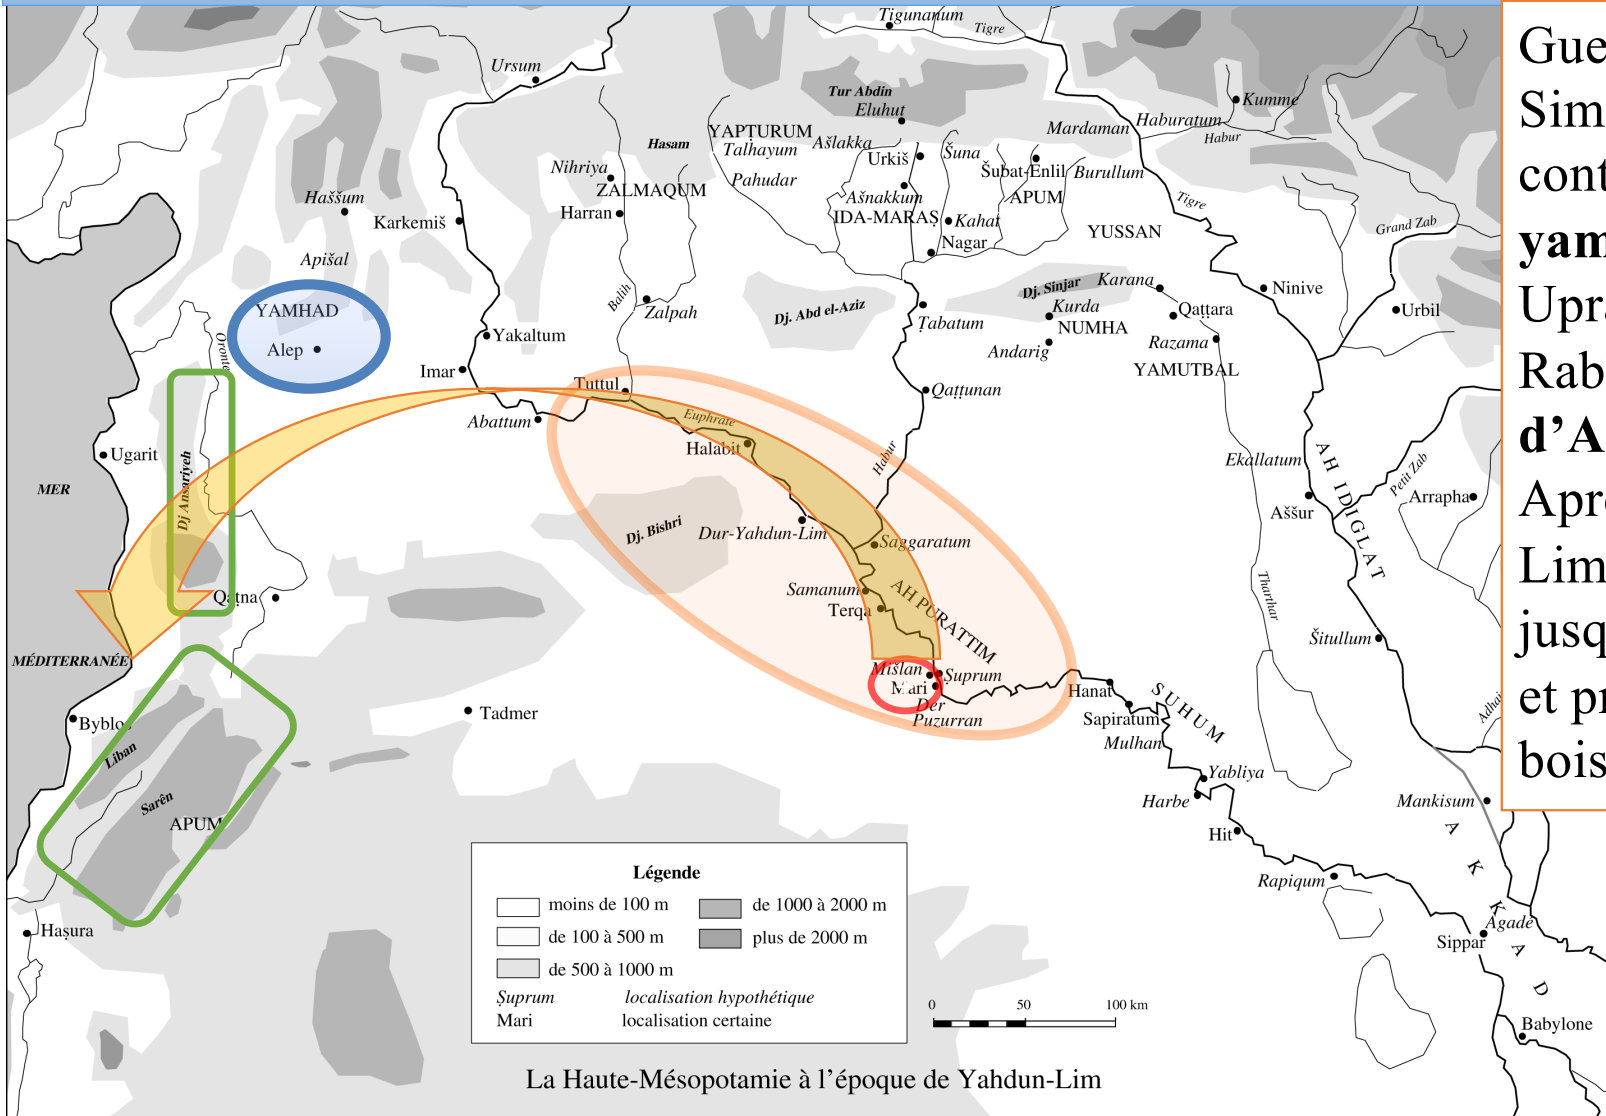 Tigunanum
Tigre
Ursum
Tur Abdin
Eluhut
Kumme
Haburatum
Habur
Mardaman
YAPTURUM
Talhayum
Ašlakka
Hasam
Urkiš
Šuna
Šubat-Enlil
Burullum
Nihriya
ZALMAQUM
Pahudar
Ašnakkum
APUM
Tigre
Haššum
Harran
IDA-MARAṢ
Kahat
Karkemiš
Nagar
YUSSAN
Grand Zab
Apišal
Dj. Sinjar
Karana
Ninive
Balih
Zalpah
Dj. Abd el-Aziz
Ṭabatum
Kurda
NUMHA
Qaṭṭara
Urbil
YAMHAD
Alep
Oronte
Yakaltum
Andarig
Razama
YAMUTBAL
Imar
Tuttul
Qaṭṭunan
Abattum
Euphrate
Halabit
Habur
Ugarit
Dj Ansariyeh
MER
Ekallatum
AH IDIGLAT
Petit Zab
Arrapha
Aššur
Dj. Bishri
Dur-Yahdun-Lim
Saggaratum
Qaṭna
Samanum
Terqa
AH PURATTIM
Tharthar
Šitullum
MÉDITERRANÉE
Mišlan
Ṣuprum
Mari
Der
Puzurran
Hanat
SUHUM
Sapiratum
Mulhan
Byblos
Tadmer
Liban
Sarên
APUM
Yabliya
Harbe
Hit
Mankisum
AKKAD
Rapiqum
Agadé
Sippar
Haṣura
Babylone
Légende
moins de 100 m
de 1000 à 2000 m
de 100 à 500 m
plus de 2000 m
de 500 à 1000 m
Ṣuprum localisation hypothétique
Mari localisation certaine
0 50 100 km
La Haute-Mésopotamie à l’époque de Yahdun-Lim
Gue
Sim
cont
yam
Upra
Rab
d’A
Apr
Lim
jusq
et p
bois